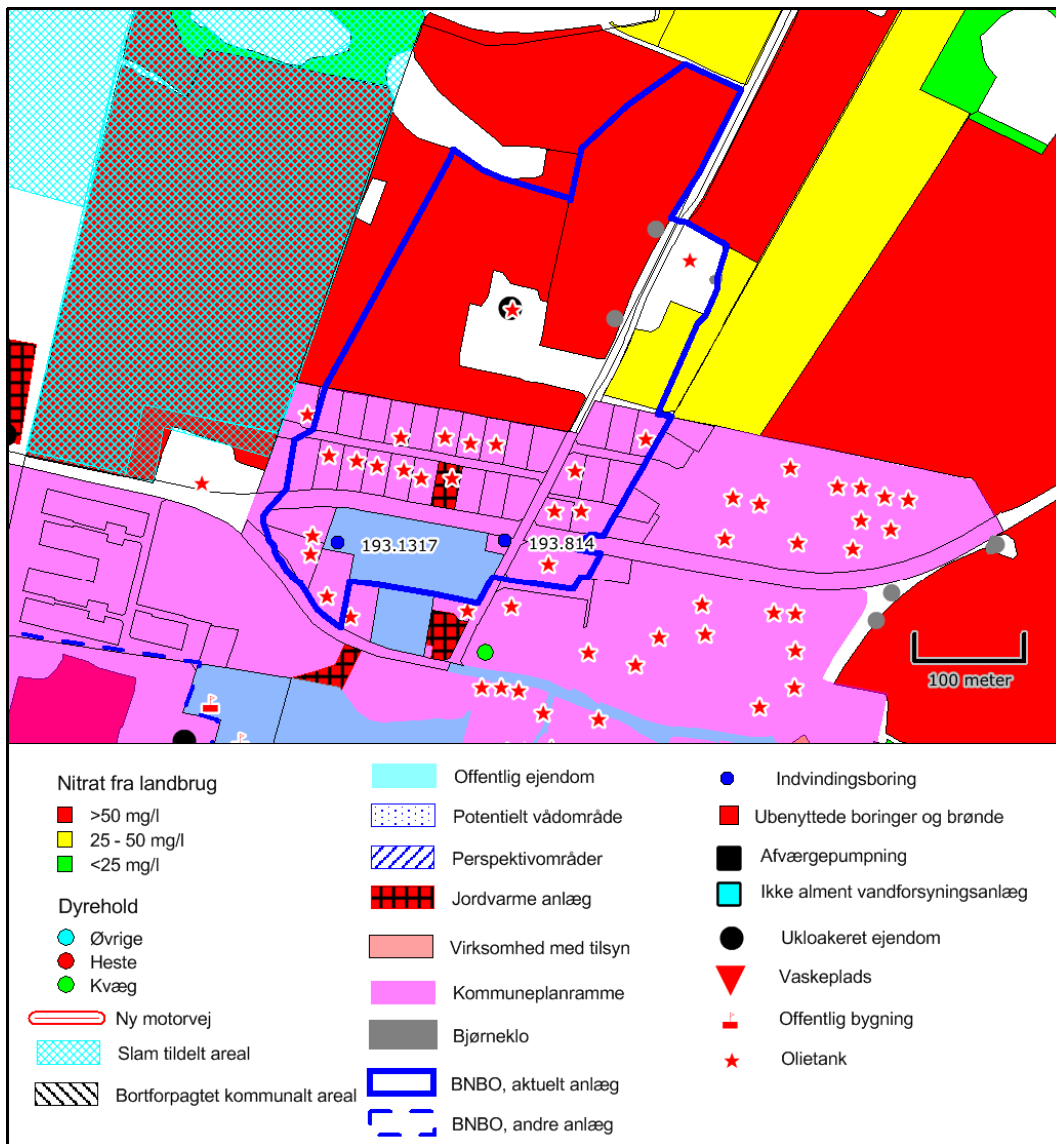 193.1317
193.814
100 meter
Nitrat fra landbrug
>50 mg/l
25 - 50 mg/l
<25 mg/l
Dyrehold
Øvrige
Heste
Kvæg
Ny motorvej
Slam tildelt areal
Bortforpagtet kommunalt areal
Offentlig ejendom
Potentielt vådområde
Perspektivområder
Jordvarme anlæg
Virksomhed med tilsyn
Kommuneplanramme
Bjørneklo
BNBO, aktuelt anlæg
BNBO, andre anlæg
Indvindingsboring
Ubenyttede boringer og brønde
Afværgepumpning
Ikke alment vandforsyningsanlæg
Ukloakeret ejendom
Vaskeplads
Offentlig bygning
Olietank